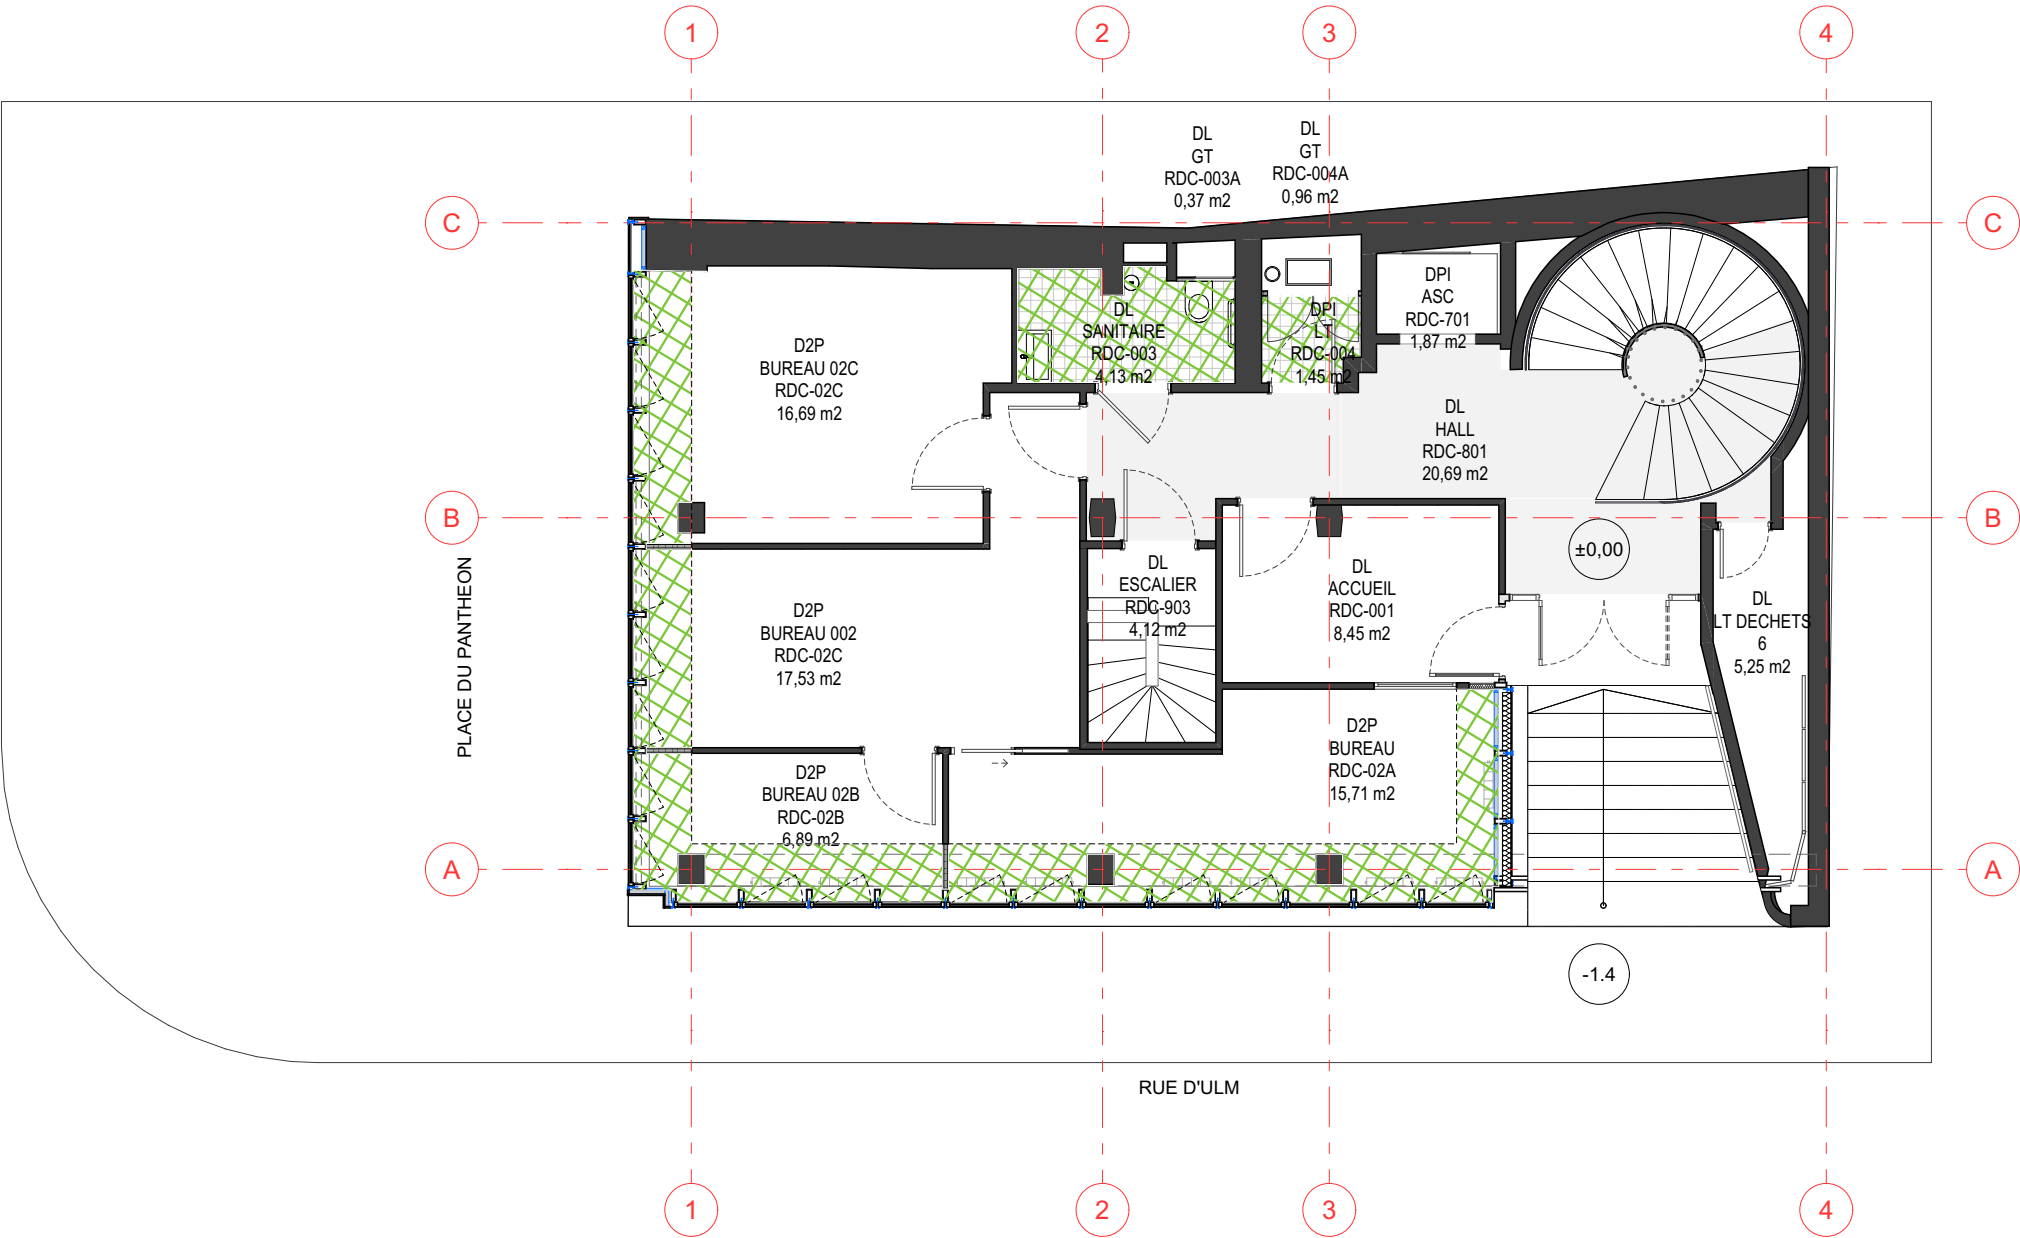 1
2
3
4
DL
GT
RDC-003A
0,37 m2
DL
GT
RDC-004A
0,96 m2
C
C
D2P
BUREAU 02C
RDC-02C
16,69 m2
DL
SANITAIRE
RDC-003
4,13 m2
DPI
LT
RDC-004
1,45 m2
DPI
ASC
RDC-701
1,87 m2
DL
HALL
RDC-801
20,69 m2
B
B
±0,00
PLACE DU PANTHEON
D2P
BUREAU 002
RDC-02C
17,53 m2
DL
ESCALIER
RDC-903
4,12 m2
DL
ACCUEIL
RDC-001
8,45 m2
DL
LT DECHETS
6
5,25 m2
D2P
BUREAU 02B
RDC-02B
6,89 m2
D2P
BUREAU
RDC-02A
15,71 m2
A
A
-1.4
RUE D'ULM
1
2
3
4